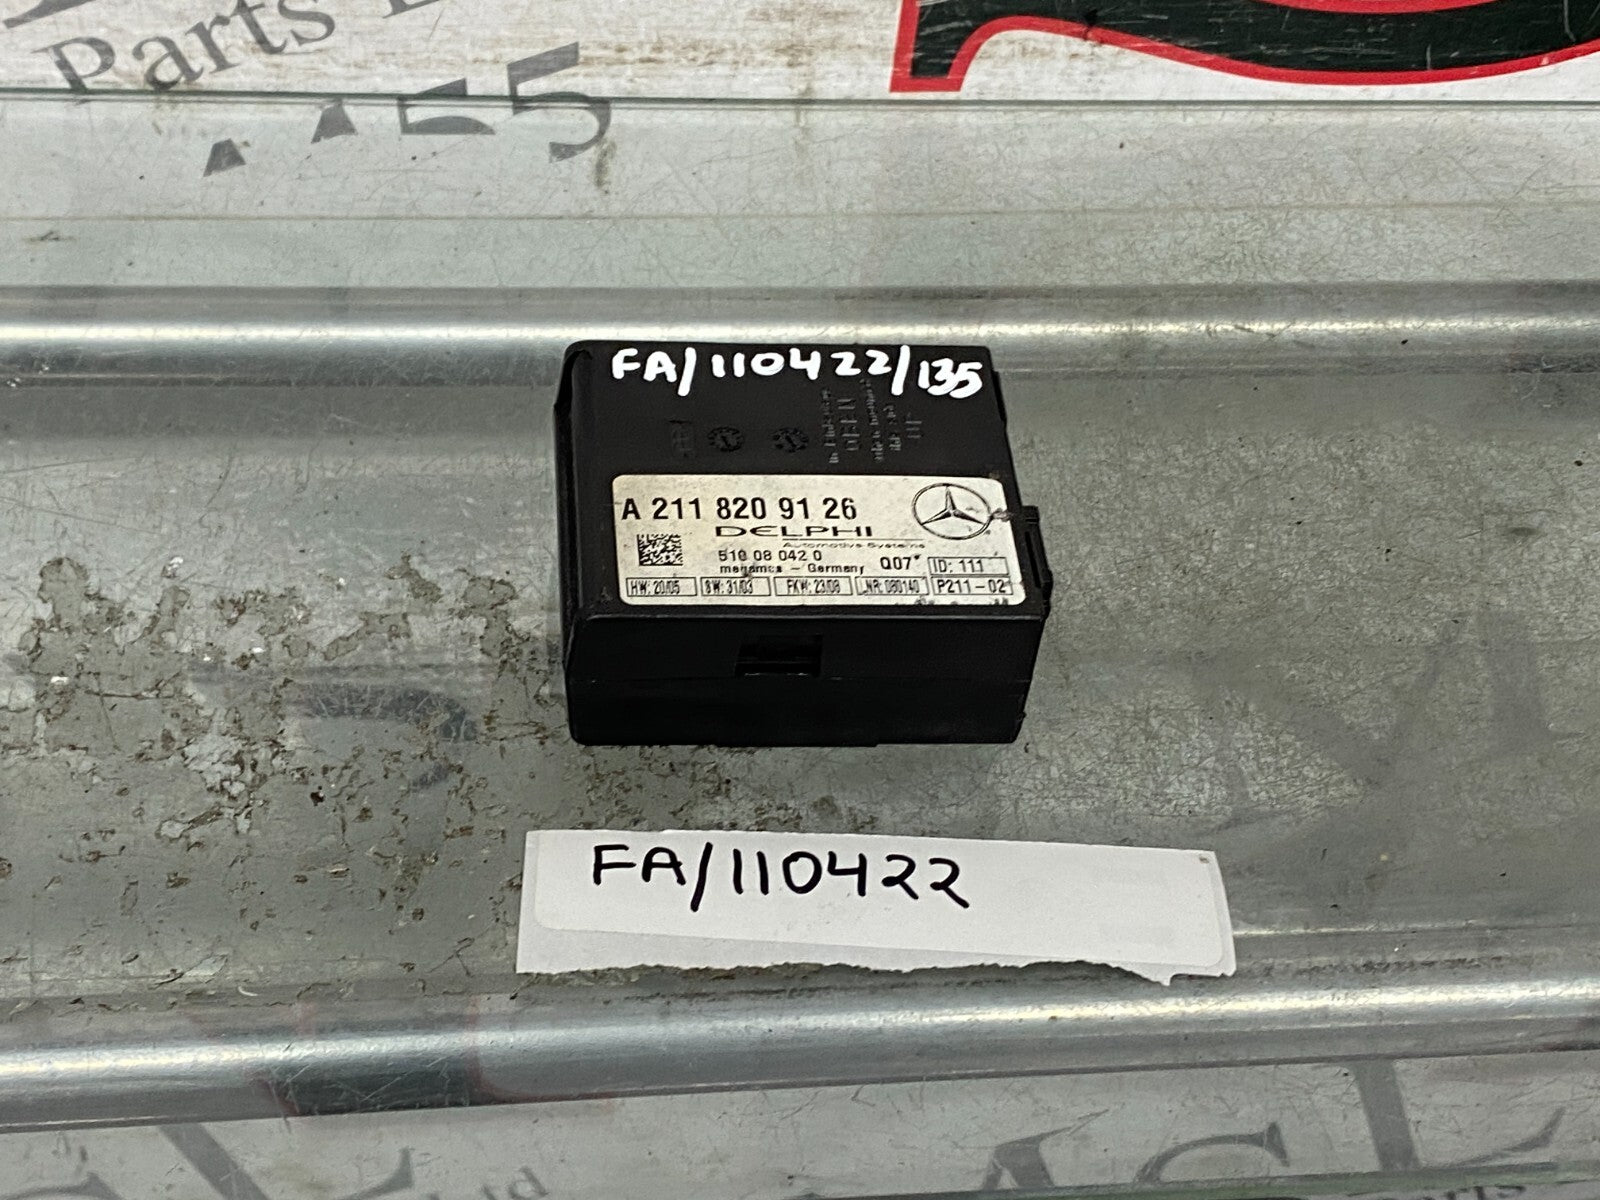 Parts
55
FA/110422/135
A 211 820 91 26
DELPHI
Automotive Systems
510 08 042 0
- Germany
Q07*
ID: 111
HW: 20/05
SW: 31/03
FKW: 23/08
LNR: 080140
P211-02
FA/110422